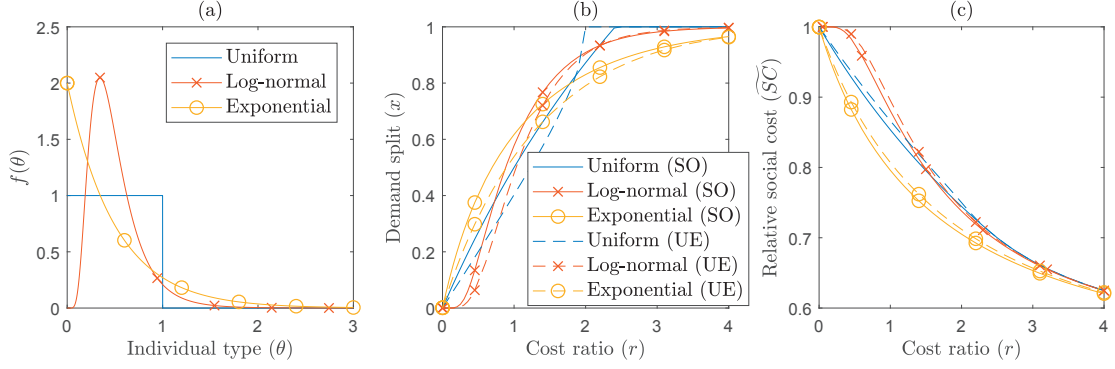 (a)
f(θ)
2.5
2
1.5
1
0.5
0
0
1
2
3
Individual type (θ)
Uniform
Log-normal
Exponential
(b)
Demand split (x)
1
0.8
0.6
0.4
0.2
0
0
1
2
3
4
Cost ratio (r)
Uniform (SO)
Log-normal (SO)
Exponential (SO)
Uniform (UE)
Log-normal (UE)
Exponential (UE)
(c)
Relative social cost (S̃C̃)
1
0.9
0.8
0.7
0.6
0
1
2
3
4
Cost ratio (r)